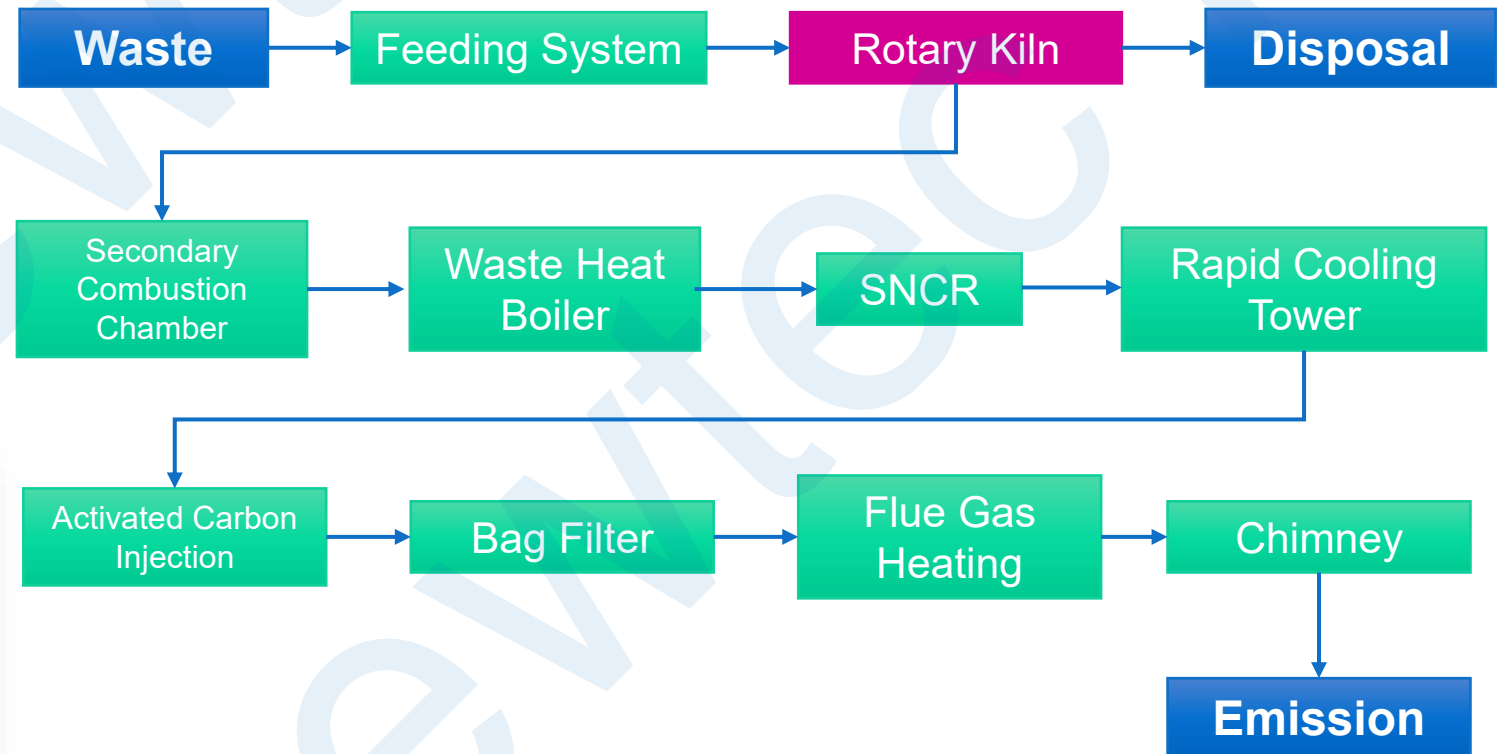 Waste
Feeding System
Rotary Kiln
Disposal
Secondary
Combustion
Chamber
Waste Heat
Boiler
SNCR
Rapid Cooling
Tower
Activated Carbon
Injection
Bag Filter
Flue Gas
Heating
Chimney
Emission